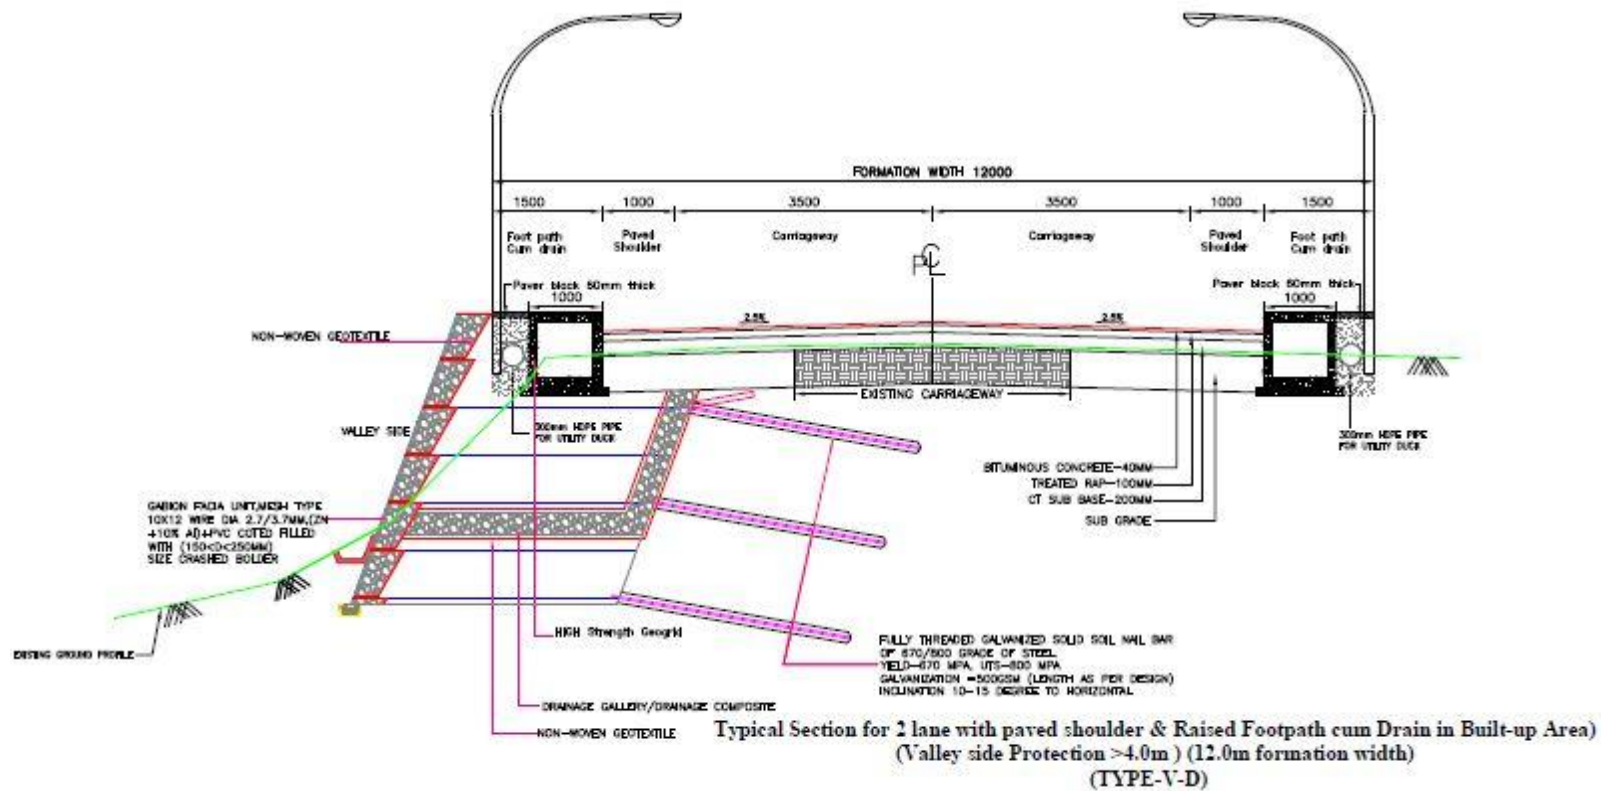 FORMATION WIDTH 12000
1500 1000 3500 3500 1000 1500
Foot path
Cum drain
Paved
Shoulder
Carriageway
Carriageway
Paved
Shoulder
Foot path
Cum drain
CL
PL
Paver block 60mm thick
1000
Paver block 60mm thick
1000
2.5%
2.5%
NON-WOVEN GEOTEXTILE
EXISTING CARRIAGEWAY
VALLEY SIDE
300mm HDPE PIPE
FOR UTILITY DUCK
300mm HDPE PIPE
FOR UTILITY DUCK
BITUMINOUS CONCRETE-40MM
TREATED RAP-100MM
CT SUB BASE-200MM
SUB GRADE
GABION FACIA UNIT,MESH TYPE
10X12 WIRE DIA 2.7/3.7MM,(ZN
+10% Al)+PVC COTED FILLED
WITH (150<D<250MM)
SIZE CRASHED BOLDER
HIGH Strength Geogrid
EXISTING GROUND PROFILE
FULLY THREADED GALVANIZED SOLID SOIL NAIL BAR
OF 670/800 GRADE OF STEEL
YIELD-670 MPA, UTS-800 MPA
GALVANIZATION =500GSM (LENGTH AS PER DESIGN)
INCLINATION 10-15 DEGREE TO HORIZONTAL
DRAINAGE GALLERY/DRAINAGE COMPOSITE
NON-WOVEN GEOTEXTILE
Typical Section for 2 lane with paved shoulder & Raised Footpath cum Drain in Built-up Area)
(Valley side Protection >4.0m ) (12.0m formation width)
(TYPE-V-D)